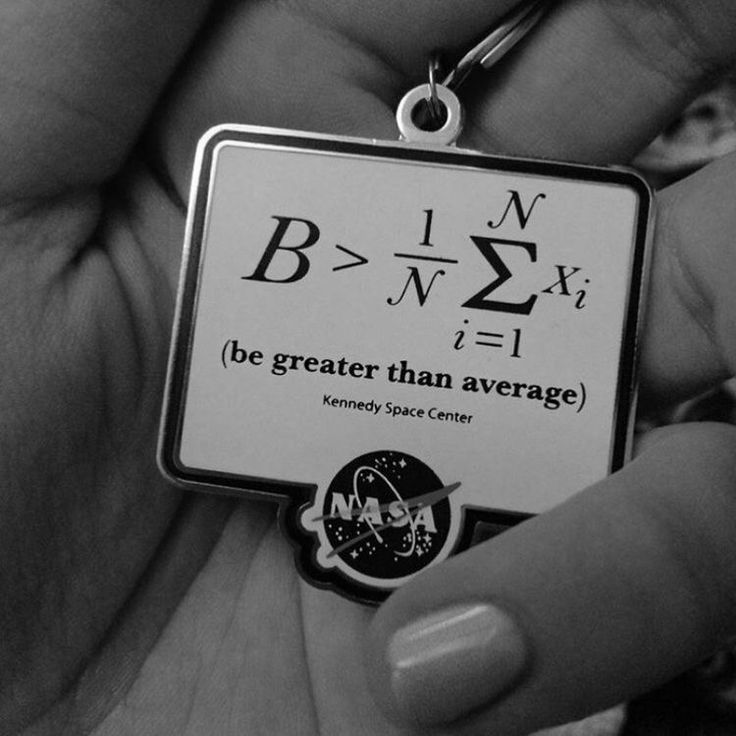 B > 1/N ∑_{i=1}^{N} x_i
(be greater than average)
Kennedy Space Center
NASA